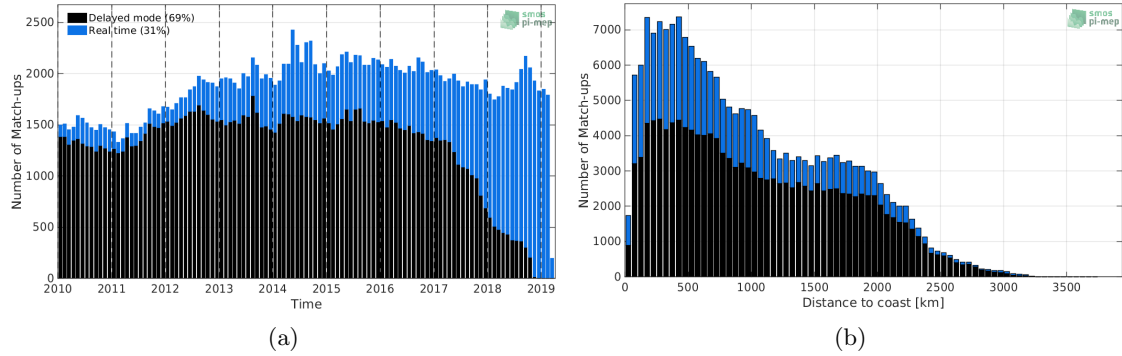 Delayed mode (69%)
Real time (31%)
smos
pi-mep
Number of Match-ups
2500
2000
1500
1000
500
0
2010 2011 2012 2013 2014 2015 2016 2017 2018 2019
Time
(a)
smos
pi-mep
Number of Match-ups
7000
6000
5000
4000
3000
2000
1000
0
0 500 1000 1500 2000 2500 3000 3500
Distance to coast [km]
(b)